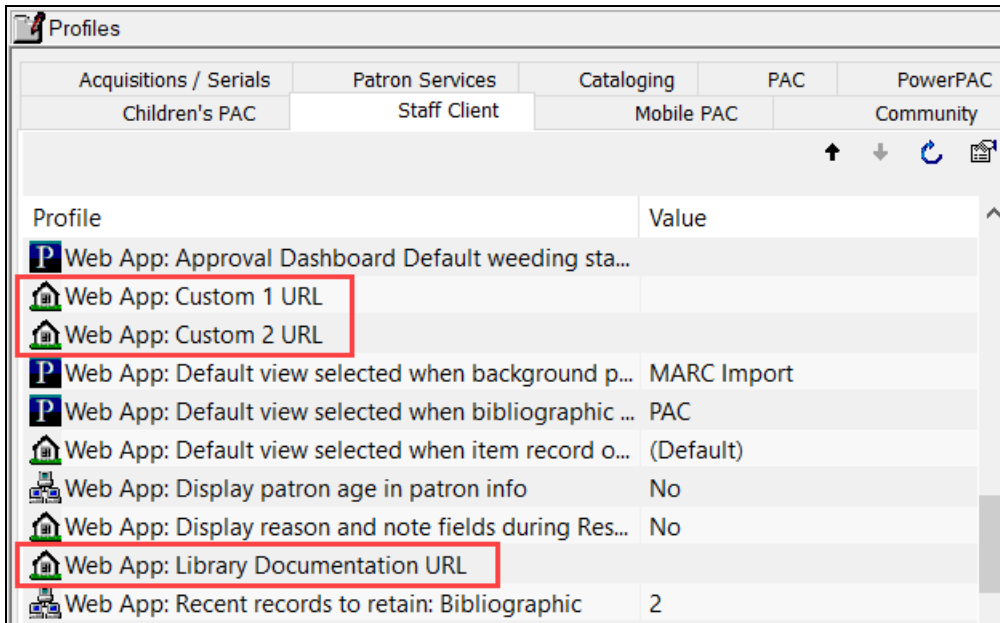 Profiles
Acquisitions / Serials Patron Services Cataloging PAC PowerPAC
Children's PAC Staff Client Mobile PAC Community
Profile Value
P Web App: Approval Dashboard Default weeding sta...
Web App: Custom 1 URL
Web App: Custom 2 URL
P Web App: Default view selected when background p... MARC Import
P Web App: Default view selected when bibliographic ... PAC
Web App: Default view selected when item record o... (Default)
Web App: Display patron age in patron info No
Web App: Display reason and note fields during Res... No
Web App: Library Documentation URL
Web App: Recent records to retain: Bibliographic 2